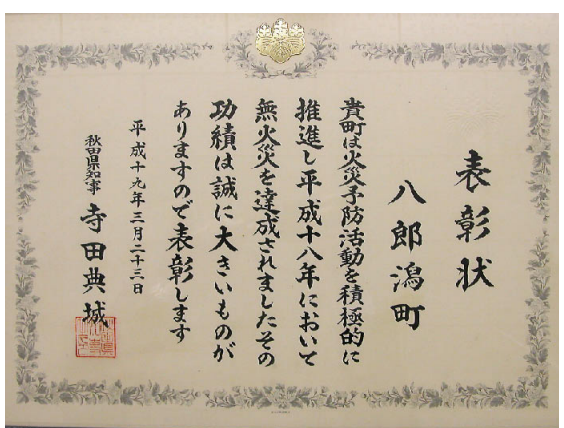 表彰状
八郎潟町
貴町は火災予防活動を積極的に
推進し平成十八年において
無火災を達成されましたその
功績は誠に大きいものが
ありますので表彰します
平成十九年三月二十三日
秋田県知事 寺田典城